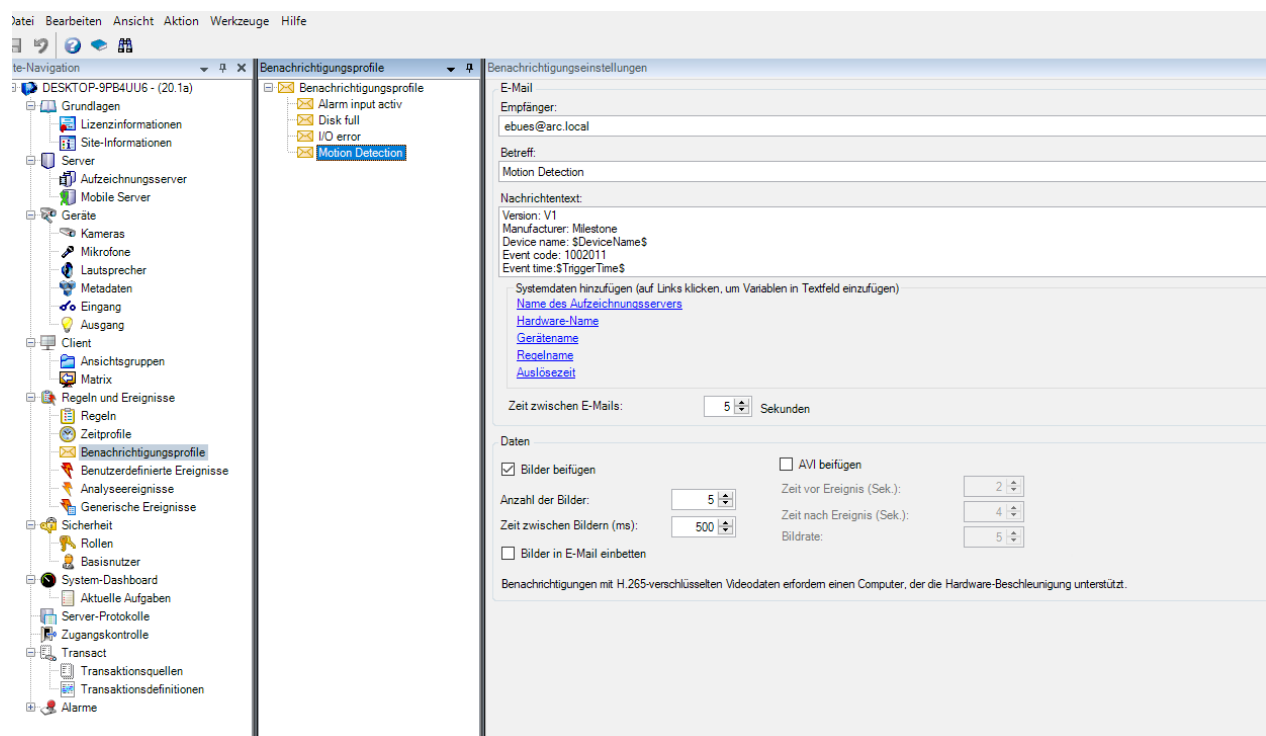 Datei Bearbeiten Ansicht Aktion Werkzeuge Hilfe
te-Navigation
DESKTOP-9PB4UU6 - (20.1a)
Grundlagen
Lizenzinformationen
Site-Informationen
Server
Aufzeichnungsserver
Mobile Server
Geräte
Kameras
Mikrofone
Lautsprecher
Metadaten
Eingang
Ausgang
Client
Ansichtsgruppen
Matrix
Regeln und Ereignisse
Regeln
Zeitprofile
Benachrichtigungsprofile
Benutzerdefinierte Ereignisse
Analyseereignisse
Generische Ereignisse
Sicherheit
Rollen
Basisnutzer
System-Dashboard
Aktuelle Aufgaben
Server-Protokolle
Zugangskontrolle
Transact
Transaktionsquellen
Transaktionsdefinitionen
Alarme
Benachrichtigungsprofile
Benachrichtigungsprofile
Alarm input activ
Disk full
I/O error
Motion Detection
Benachrichtigungseinstellungen
E-Mail
Empfänger:
ebues@arc.local
Betreff:
Motion Detection
Nachrichtentext:
Version: V1
Manufacturer: Milestone
Device name: $DeviceName$
Event code: 1002011
Event time:$TriggerTime$
Systemdaten hinzufügen (auf Links klicken, um Variablen in Textfeld einzufügen)
Name des Aufzeichnungsservers
Hardware-Name
Gerätename
Regelname
Auslösezeit
Zeit zwischen E-Mails: 5 Sekunden
Daten
Bilder beifügen
Anzahl der Bilder: 5
Zeit zwischen Bildern (ms): 500
Bilder in E-Mail einbetten
AVI beifügen
Zeit vor Ereignis (Sek.): 2
Zeit nach Ereignis (Sek.): 4
Bildrate: 5
Benachrichtigungen mit H.265-verschlüsselten Videodaten erfordern einen Computer, der die Hardware-Beschleunigung unterstützt.